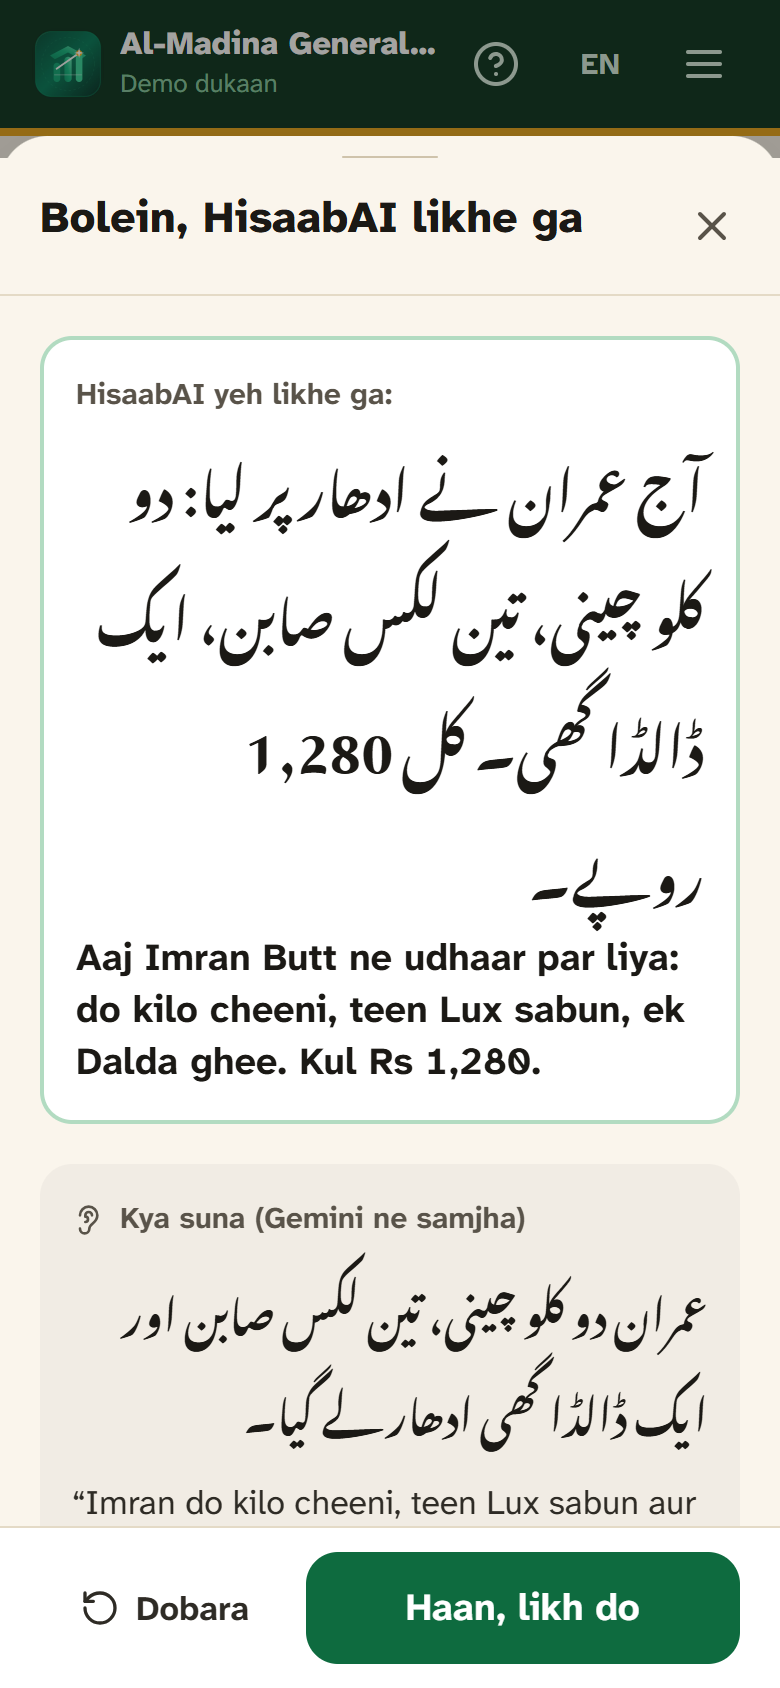 Al-Madina General...
Demo dukaan
EN
Bolein, HisaabAI likhe ga
HisaabAI yeh likhe ga:
آج عمران نے ادھار پر لیا: دو
کلو چینی، تین لکس صابن، ایک
ڈالڈا گھی۔ کل 1,280
روپے۔
Aaj Imran Butt ne udhaar par liya:
do kilo cheeni, teen Lux sabun, ek
Dalda ghee. Kul Rs 1,280.
Kya suna (Gemini ne samjha)
عمران دو کلو چینی، تین لکس صابن اور
ایک ڈالڈا گھی ادھار لے گیا۔
“Imran do kilo cheeni, teen Lux sabun aur
Dobara
Haan, likh do